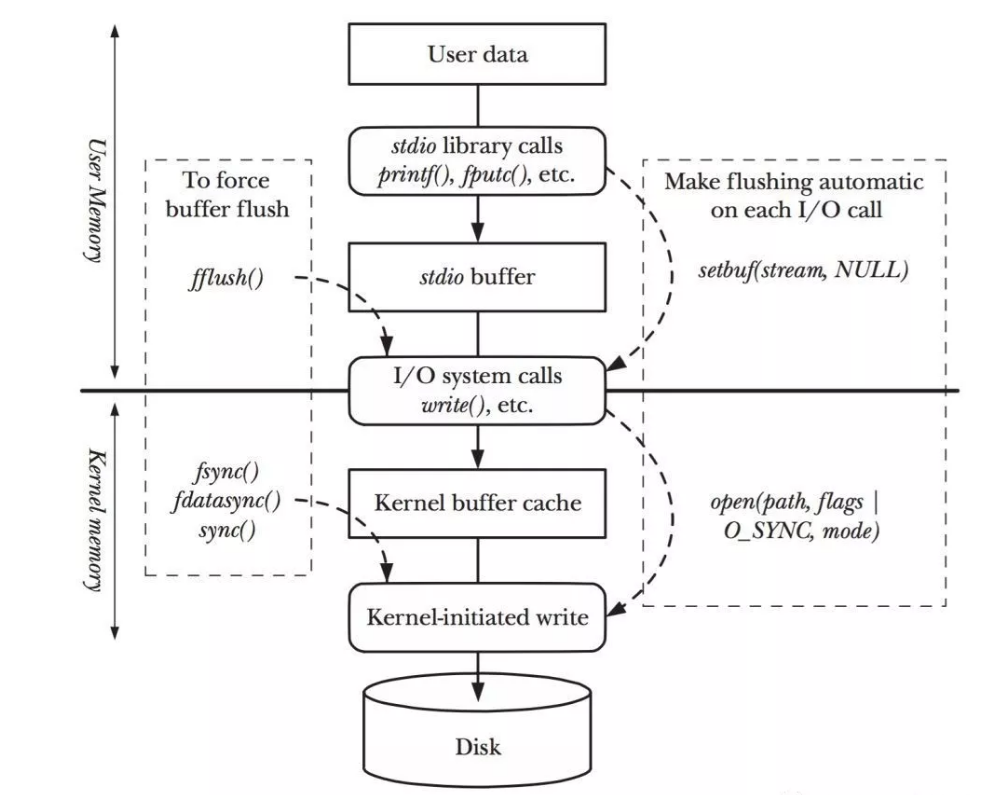 User data
User Memory
stdio library calls
printf(), fputc(), etc.
To force
buffer flush
Make flushing automatic
on each I/O call
fflush()
stdio buffer
setbuf(stream, NULL)
I/O system calls
write(), etc.
Kernel memory
fsync()
fdatasync()
sync()
Kernel buffer cache
open(path, flags |
O_SYNC, mode)
Kernel-initiated write
Disk